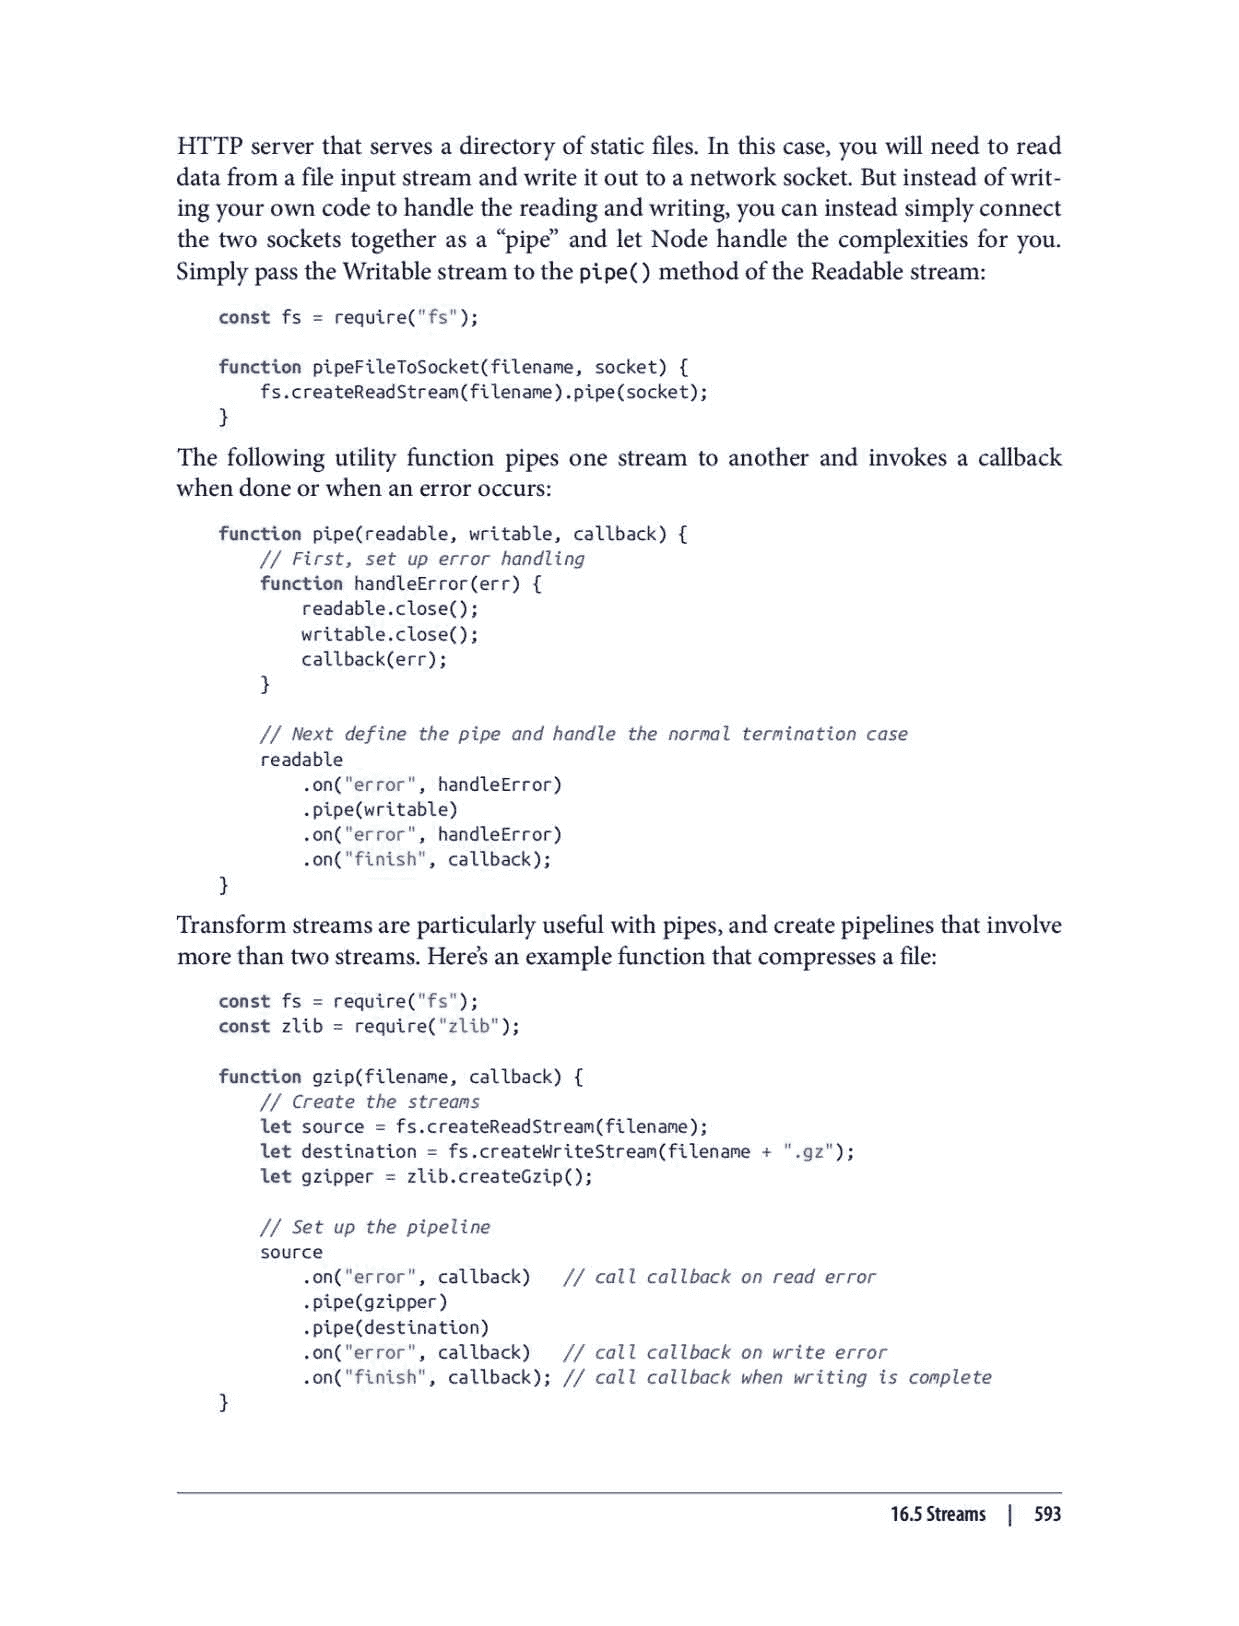 HTTP server that serves a directory of static files. In this case, you will need to read
data from a file input stream and write it out to a network socket. But instead of writ-
ing your own code to handle the reading and writing, you can instead simply connect
the two sockets together as a “pipe” and let Node handle the complexities for you.
Simply pass the Writable stream to the pipe() method of the Readable stream:
const fs = require("fs");
function pipeFileToSocket(filename, socket) {
    fs.createReadStream(filename).pipe(socket);
}
The following utility function pipes one stream to another and invokes a callback
when done or when an error occurs:
function pipe(readable, writable, callback) {
    // First, set up error handling
    function handleError(err) {
        readable.close();
        writable.close();
        callback(err);
    }
    // Next define the pipe and handle the normal termination case
    readable
        .on("error", handleError)
        .pipe(writable)
        .on("error", handleError)
        .on("finish", callback);
}
Transform streams are particularly useful with pipes, and create pipelines that involve
more than two streams. Here’s an example function that compresses a file:
const fs = require("fs");
const zlib = require("zlib");
function gzip(filename, callback) {
    // Create the streams
    let source = fs.createReadStream(filename);
    let destination = fs.createWriteStream(filename + ".gz");
    let gzipper = zlib.createGzip();
    // Set up the pipeline
    source
        .on("error", callback)   // call callback on read error
        .pipe(gzipper)
        .pipe(destination)
        .on("error", callback)   // call callback on write error
        .on("finish", callback); // call callback when writing is complete
}
16.5 Streams | 593